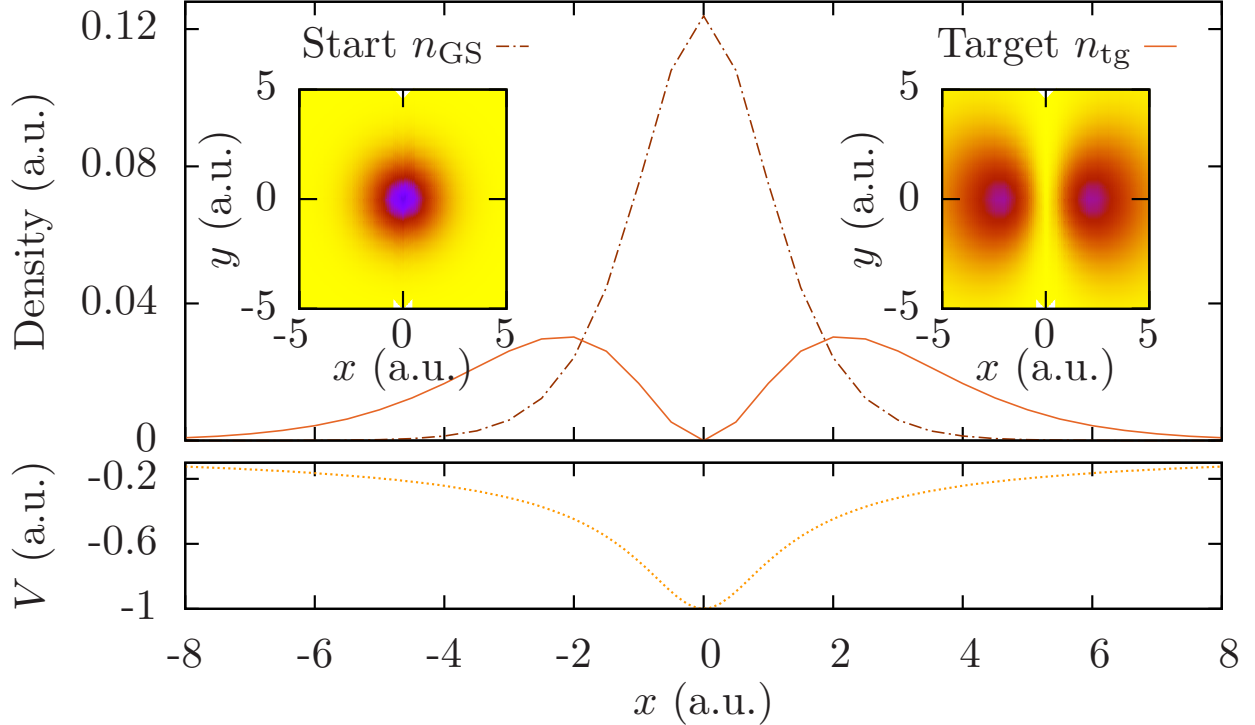 0.12
0.08
0.04
0
Density (a.u.)
Start n_GS
5
0
-5
y (a.u.)
-5 0 5
x (a.u.)
Target n_tg
5
0
-5
y (a.u.)
-5 0 5
x (a.u.)
-0.2
-0.6
-1
V (a.u.)
-8 -6 -4 -2 0 2 4 6 8
x (a.u.)